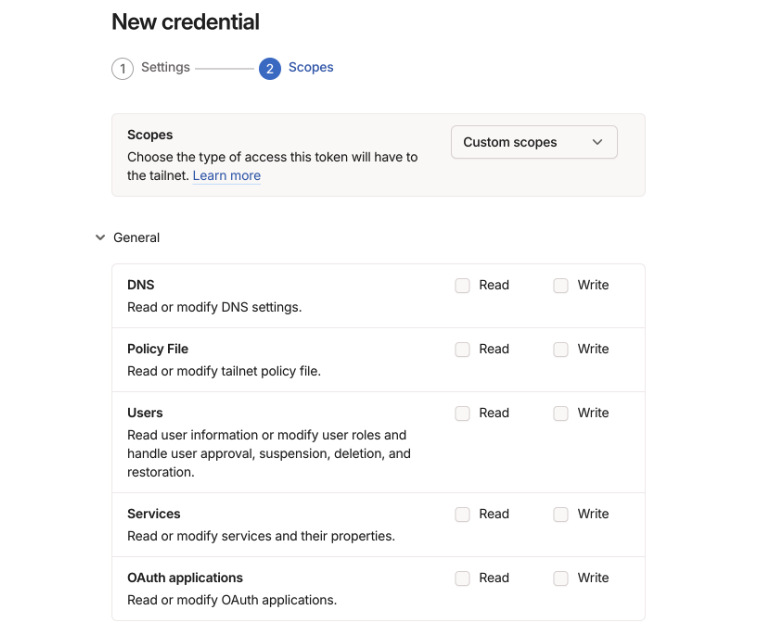 New credential
1 Settings 2 Scopes
Scopes
Choose the type of access this token will have to
the tailnet. Learn more
Custom scopes
General
DNS
Read or modify DNS settings.
Read Write
Policy File
Read or modify tailnet policy file.
Read Write
Users
Read user information or modify user roles and
handle user approval, suspension, deletion, and
restoration.
Read Write
Services
Read or modify services and their properties.
Read Write
OAuth applications
Read or modify OAuth applications.
Read Write